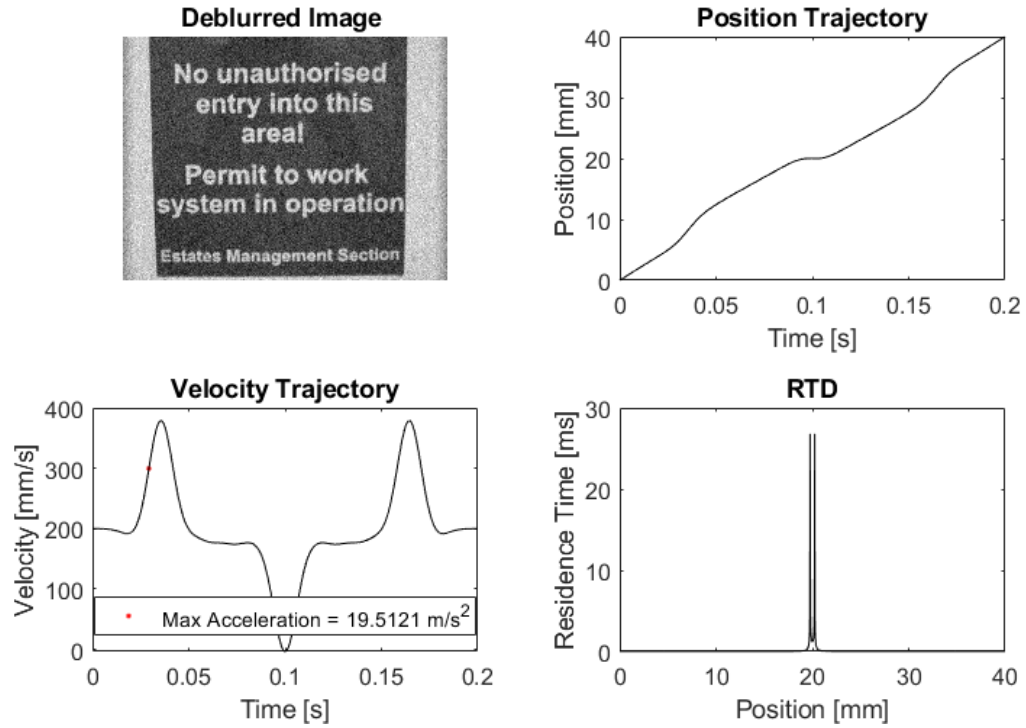 Deblurred Image
No unauthorised
entry into this
area!
Permit to work
system in operation
Estates Management Section
Position Trajectory
Position [mm]
40
30
20
10
0
0 0.05 0.1 0.15 0.2
Time [s]
Velocity Trajectory
Velocity [mm/s]
400
300
200
100
0
Max Acceleration = 19.5121 m/s²
0 0.05 0.1 0.15 0.2
Time [s]
RTD
Residence Time [ms]
30
20
10
0
0 10 20 30 40
Position [mm]